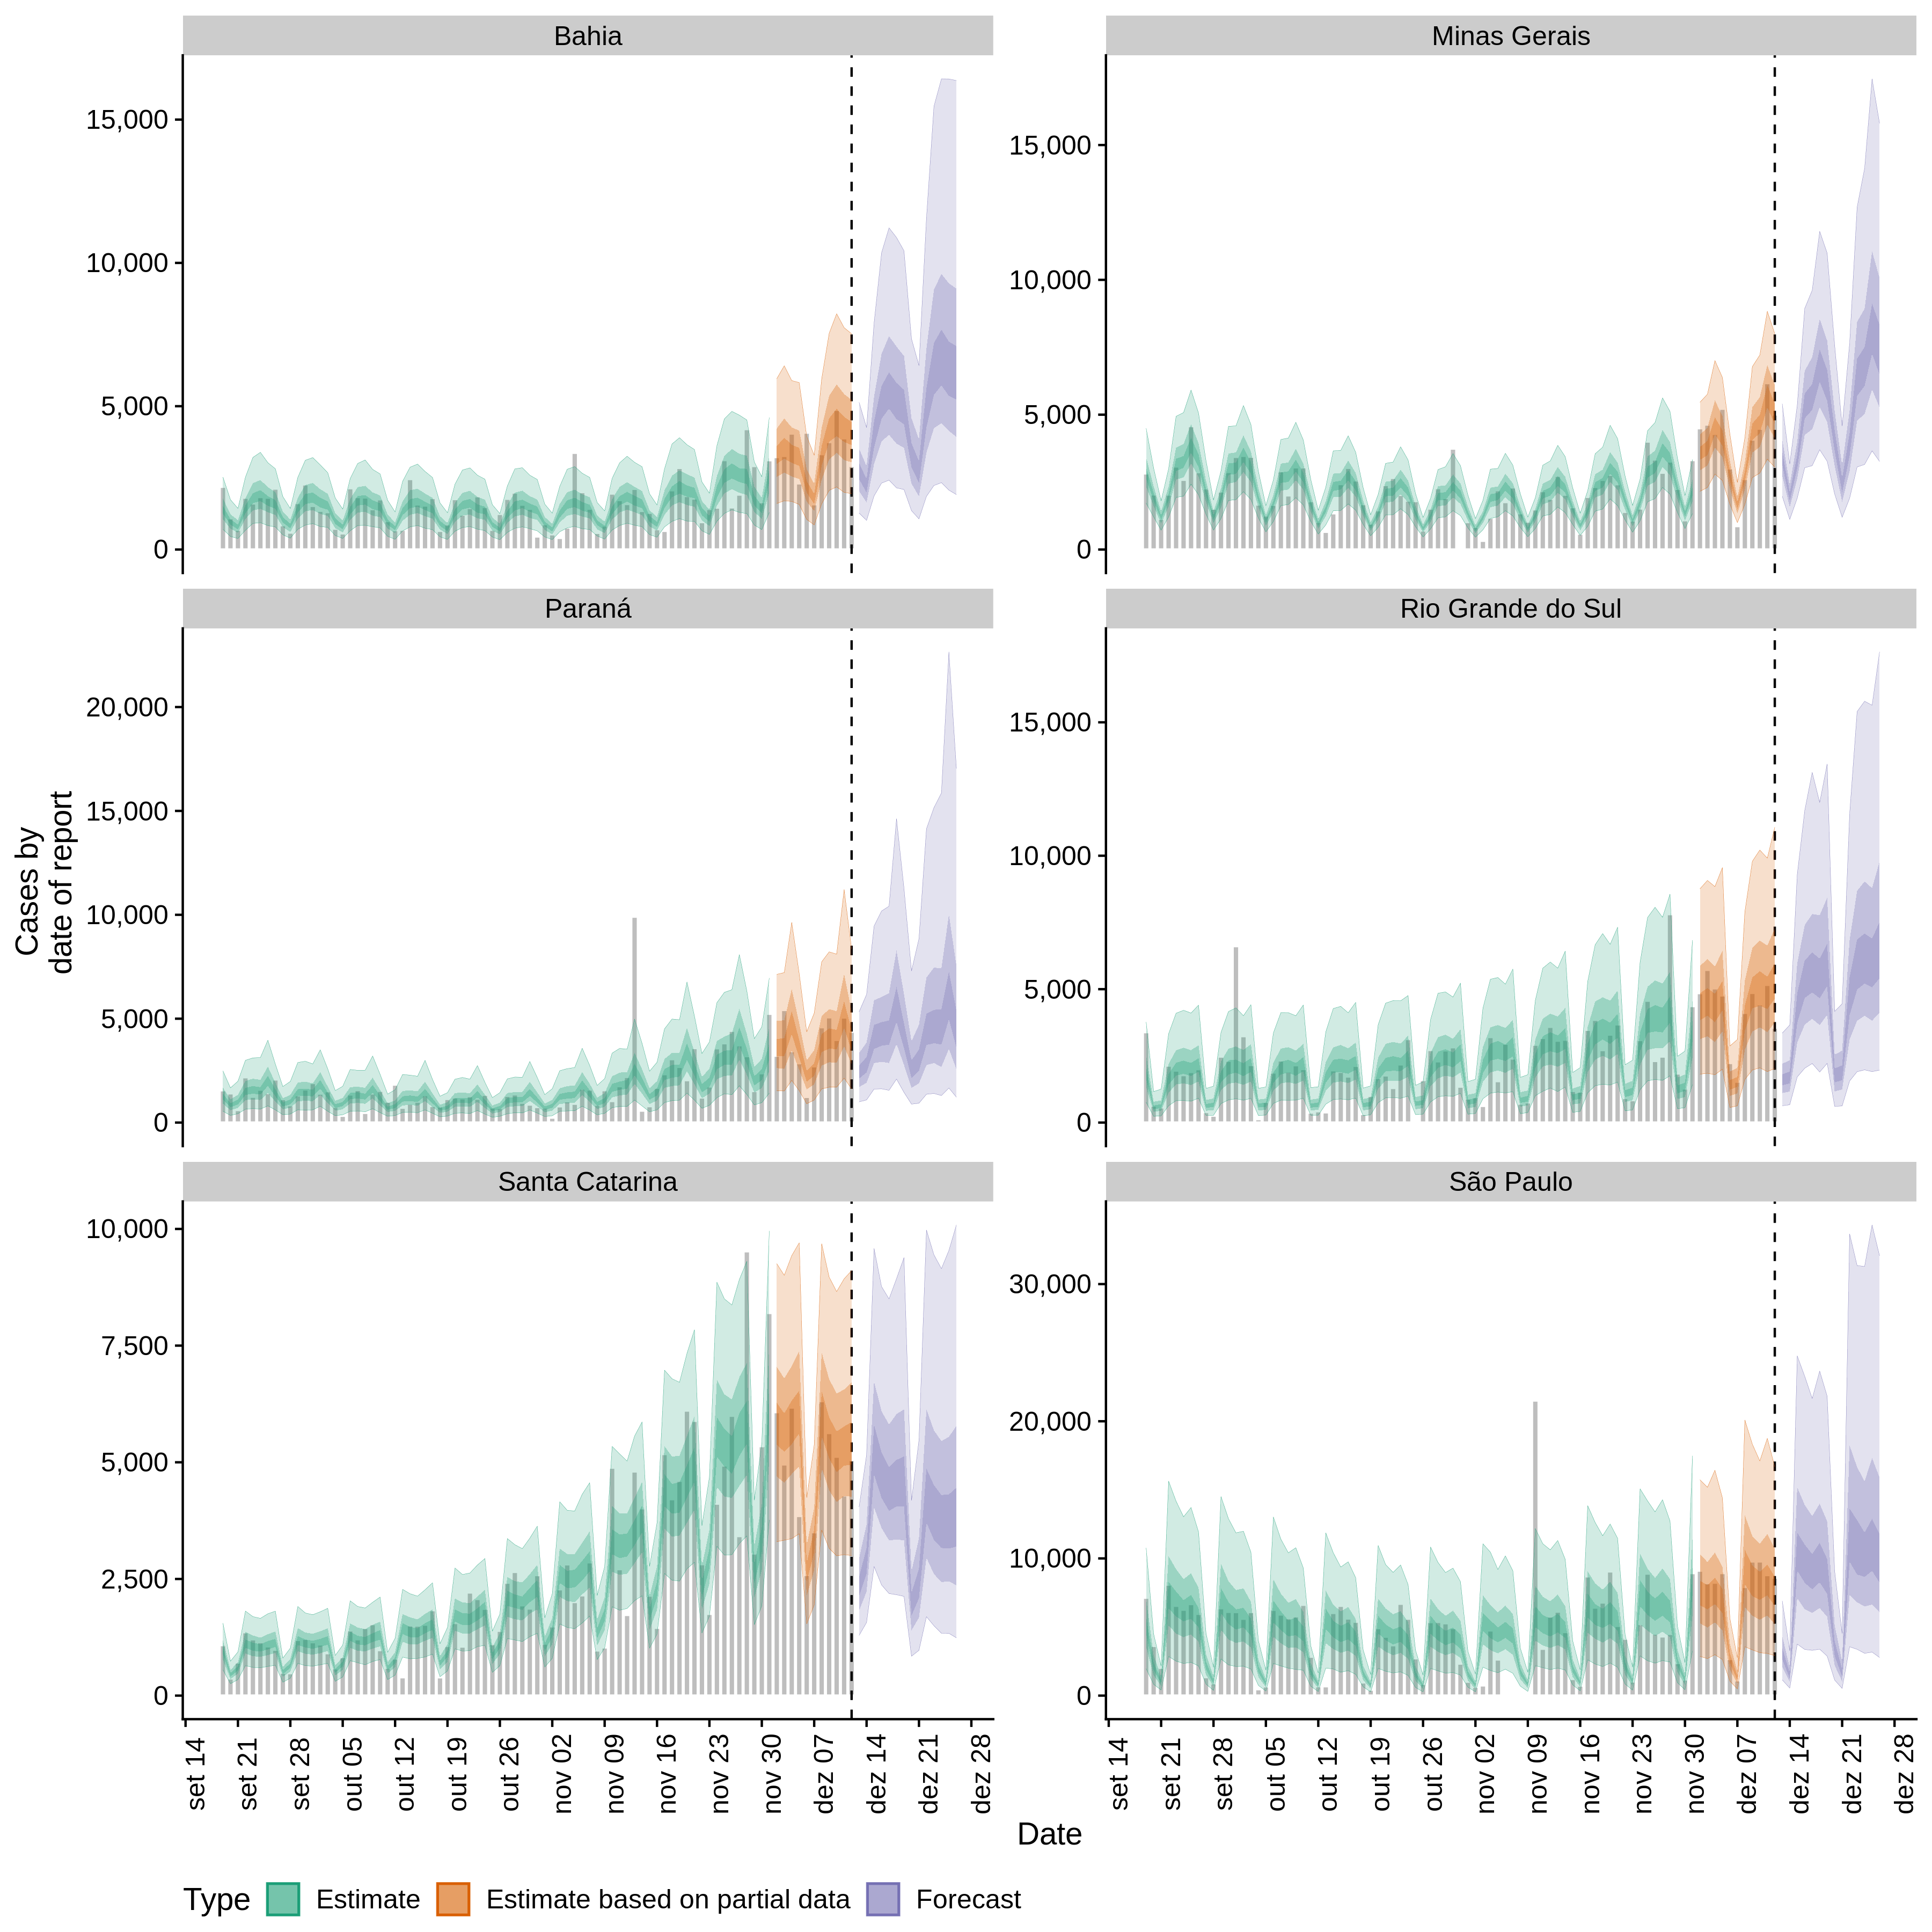 Bahia
Minas Gerais
15,000
10,000
5,000
0
15,000
10,000
5,000
0
Paraná
Rio Grande do Sul
Cases by
date of report
20,000
15,000
10,000
5,000
0
15,000
10,000
5,000
0
Santa Catarina
São Paulo
10,000
7,500
5,000
2,500
0
30,000
20,000
10,000
0
set 14
set 21
set 28
out 05
out 12
out 19
out 26
nov 02
nov 09
nov 16
nov 23
nov 30
dez 07
dez 14
dez 21
dez 28
set 14
set 21
set 28
out 05
out 12
out 19
out 26
nov 02
nov 09
nov 16
nov 23
nov 30
dez 07
dez 14
dez 21
dez 28
Date
Type Estimate Estimate based on partial data Forecast